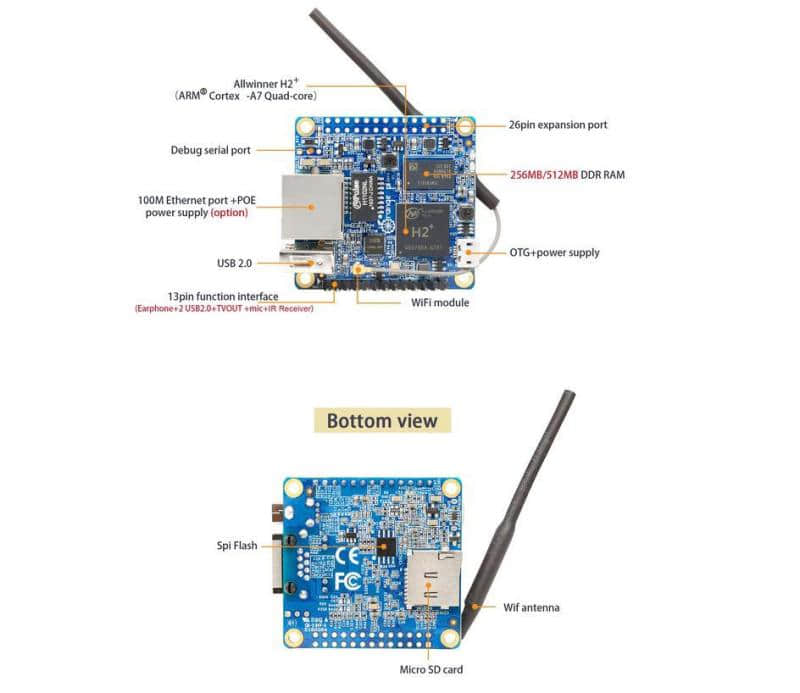 Allwinner H2+
(ARM® Cortex -A7 Quad-core)
26pin expansion port
Debug serial port
256MB/512MB DDR RAM
100M Ethernet port +POE
power supply (option)
H2+
USB 2.0
OTG+power supply
13pin function interface
(Earphone+2 USB2.0+TVOUT +mic+IR Receiver)
WiFi module
Bottom view
Spi Flash
CE
FC
Wif antenna
Micro SD card